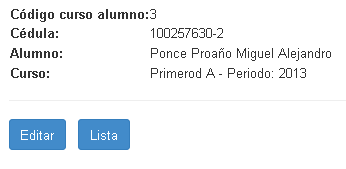 Código curso alumno:3
Cédula: 100257630-2
Alumno: Ponce Proaño Miguel Alejandro
Curso: Primerod A - Periodo: 2013
Editar Lista